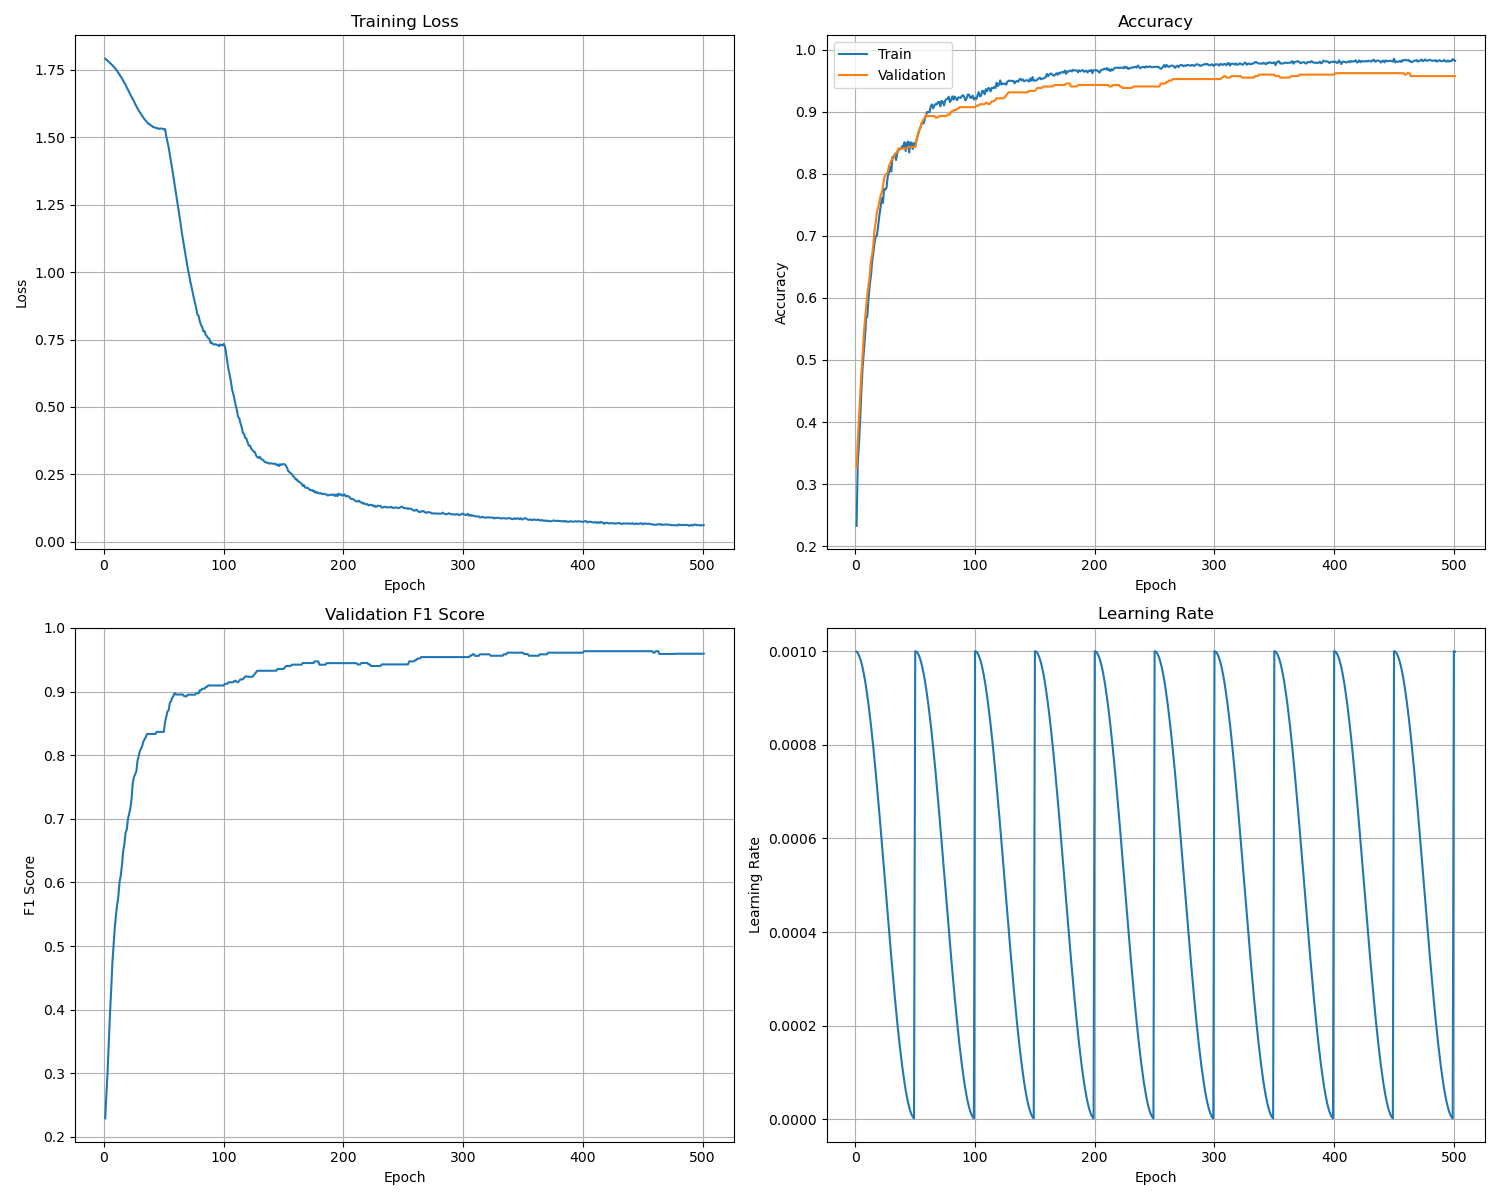 Training Loss
1.75
1.50
1.25
1.00
0.75
0.50
0.25
0.00
Loss
0 100 200 300 400 500
Epoch
Accuracy
Train
Validation
1.0
0.9
0.8
0.7
0.6
0.5
0.4
0.3
0.2
Accuracy
0 100 200 300 400 500
Epoch
Validation F1 Score
1.0
0.9
0.8
0.7
0.6
0.5
0.4
0.3
0.2
F1 Score
0 100 200 300 400 500
Epoch
Learning Rate
0.0010
0.0008
0.0006
0.0004
0.0002
0.0000
Learning Rate
0 100 200 300 400 500
Epoch